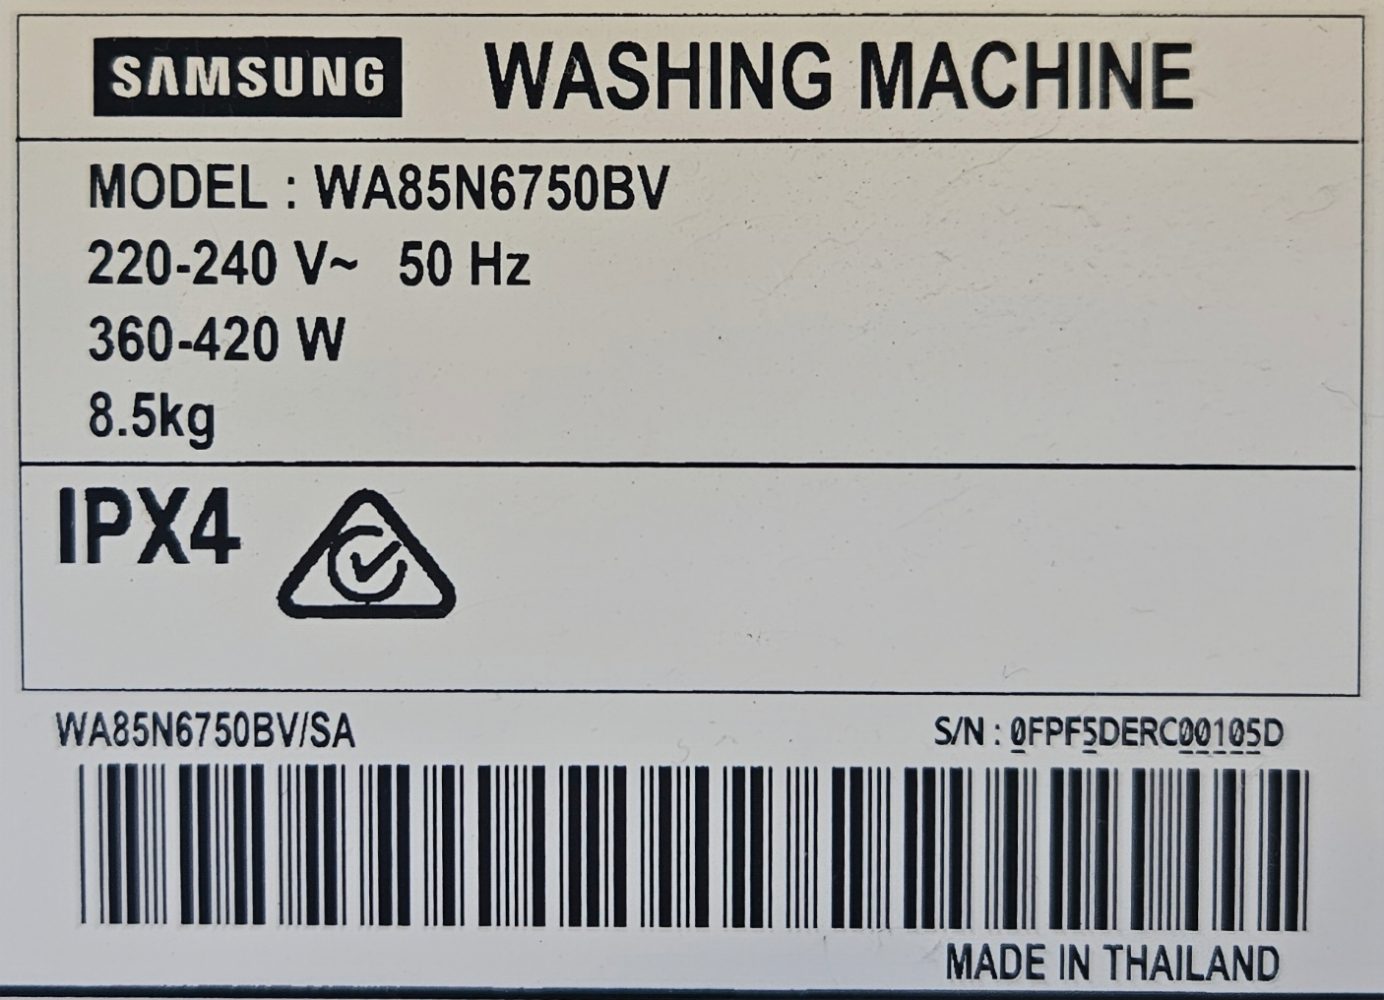 SAMSUNG WASHING MACHINE
MODEL : WA85N6750BV
220-240 V~ 50 Hz
360-420 W
8.5kg
IPX4
WA85N6750BV/SA S/N : 0FPF5DERC00105D
MADE IN THAILAND